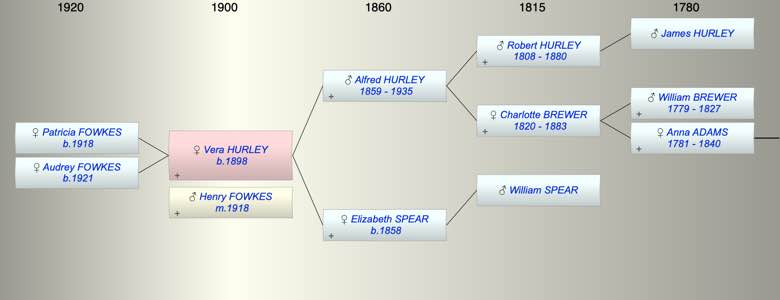 1920 1900 1860 1815 1780
♂ James HURLEY
♂ Robert HURLEY
1808 - 1880
+
♂ Alfred HURLEY
1859 - 1935
+
♂ William BREWER
1779 - 1827
+
♀ Charlotte BREWER
1820 - 1883
+
♀ Anna ADAMS
1781 - 1840
+
♀ Patricia FOWKES
b.1918
♀ Vera HURLEY
b.1898
+
♀ Audrey FOWKES
b.1921
♂ William SPEAR
♂ Henry FOWKES
m.1918
+
♀ Elizabeth SPEAR
b.1858
+